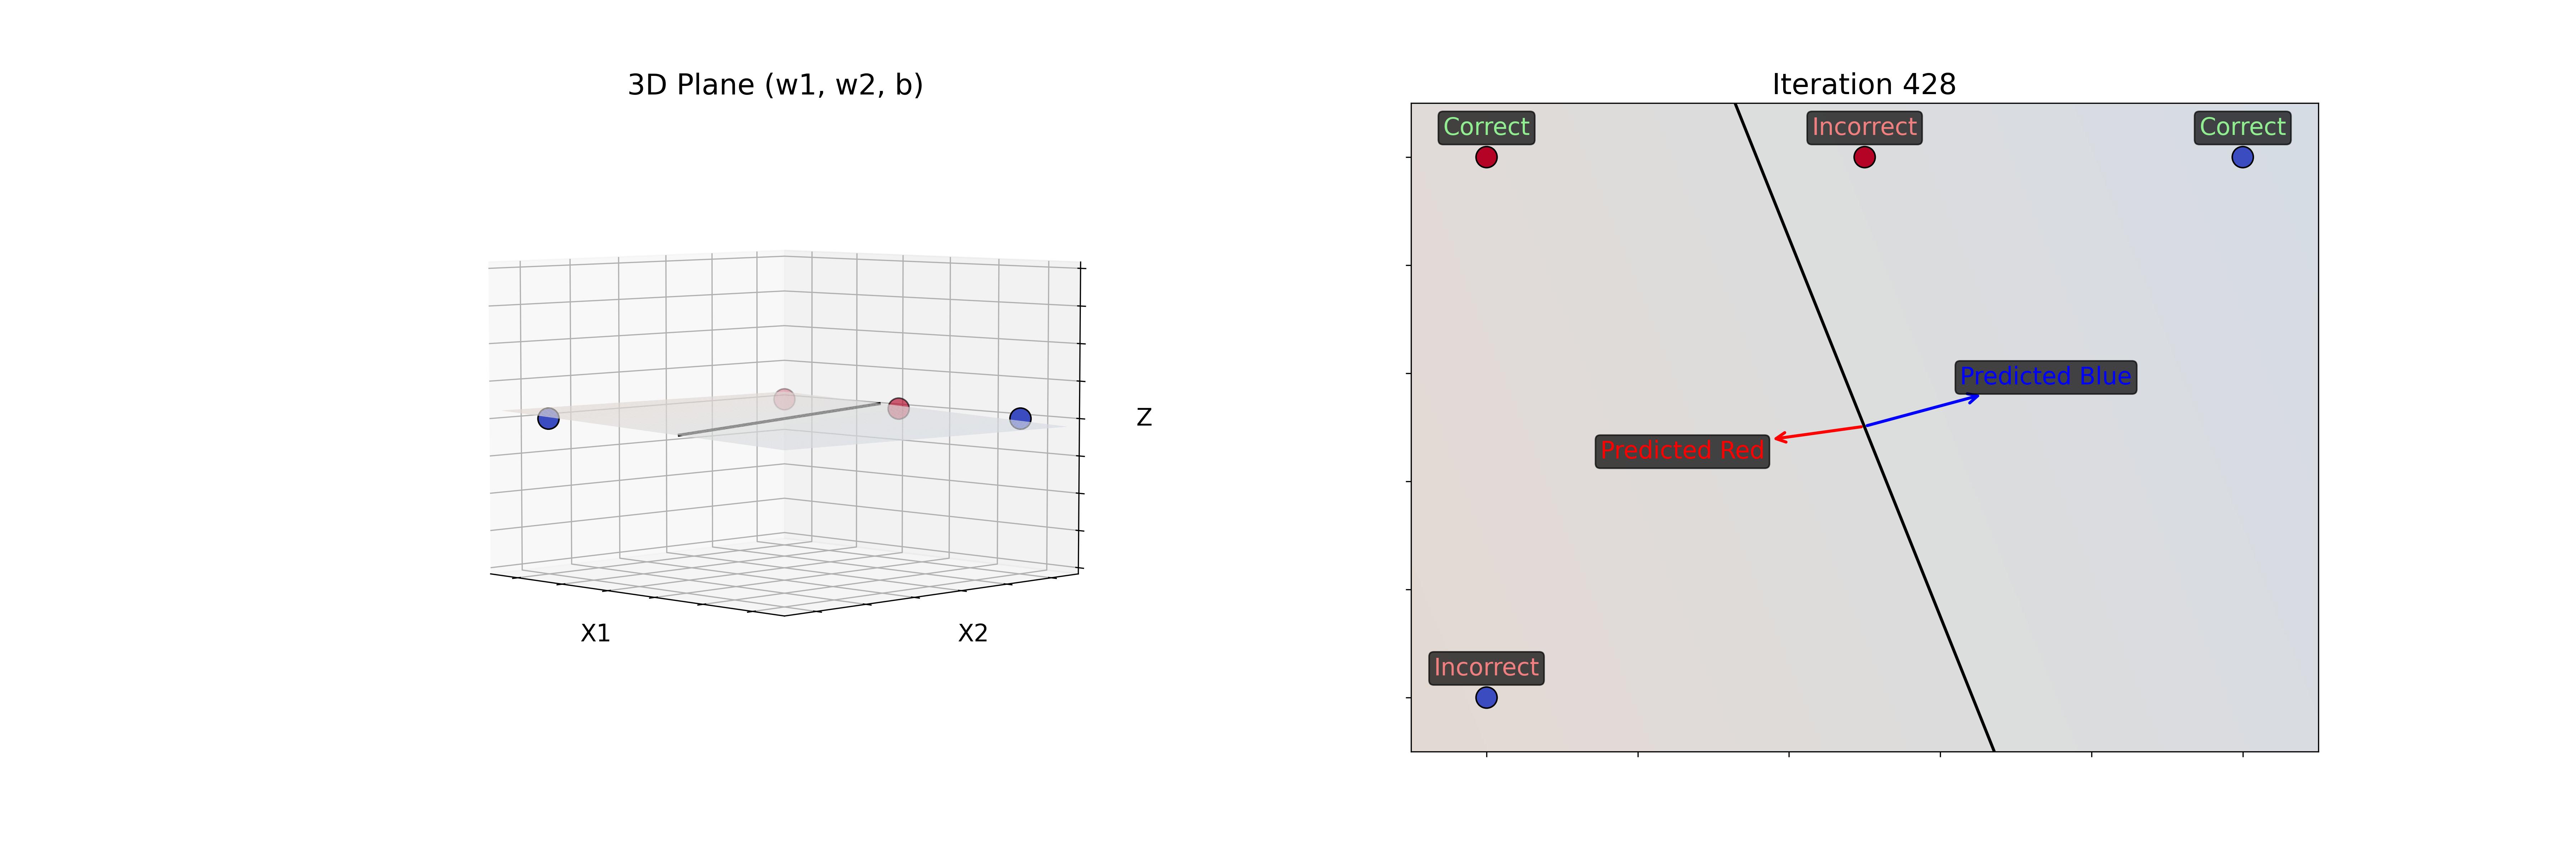 3D Plane (w1, w2, b)
Z
X1
X2
Iteration 428
Correct
Incorrect
Correct
Predicted Blue
Predicted Red
Incorrect